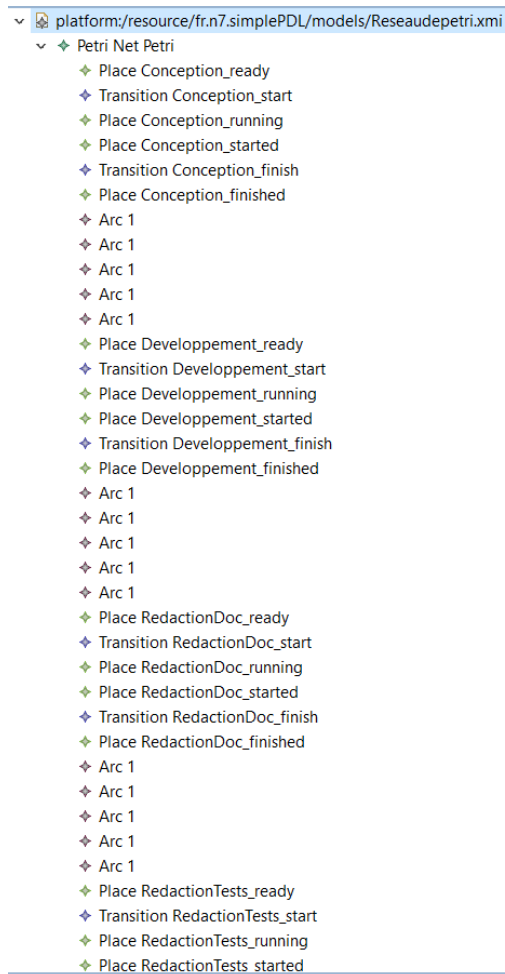 platform:/resource/fr.n7.simplePDL/models/Reseaudepetri.xmi
Petri Net Petri
Place Conception_ready
Transition Conception_start
Place Conception_running
Place Conception_started
Transition Conception_finish
Place Conception_finished
Arc 1
Arc 1
Arc 1
Arc 1
Arc 1
Place Developpement_ready
Transition Developpement_start
Place Developpement_running
Place Developpement_started
Transition Developpement_finish
Place Developpement_finished
Arc 1
Arc 1
Arc 1
Arc 1
Arc 1
Place RedactionDoc_ready
Transition RedactionDoc_start
Place RedactionDoc_running
Place RedactionDoc_started
Transition RedactionDoc_finish
Place RedactionDoc_finished
Arc 1
Arc 1
Arc 1
Arc 1
Arc 1
Place RedactionTests_ready
Transition RedactionTests_start
Place RedactionTests_running
Place RedactionTests_started